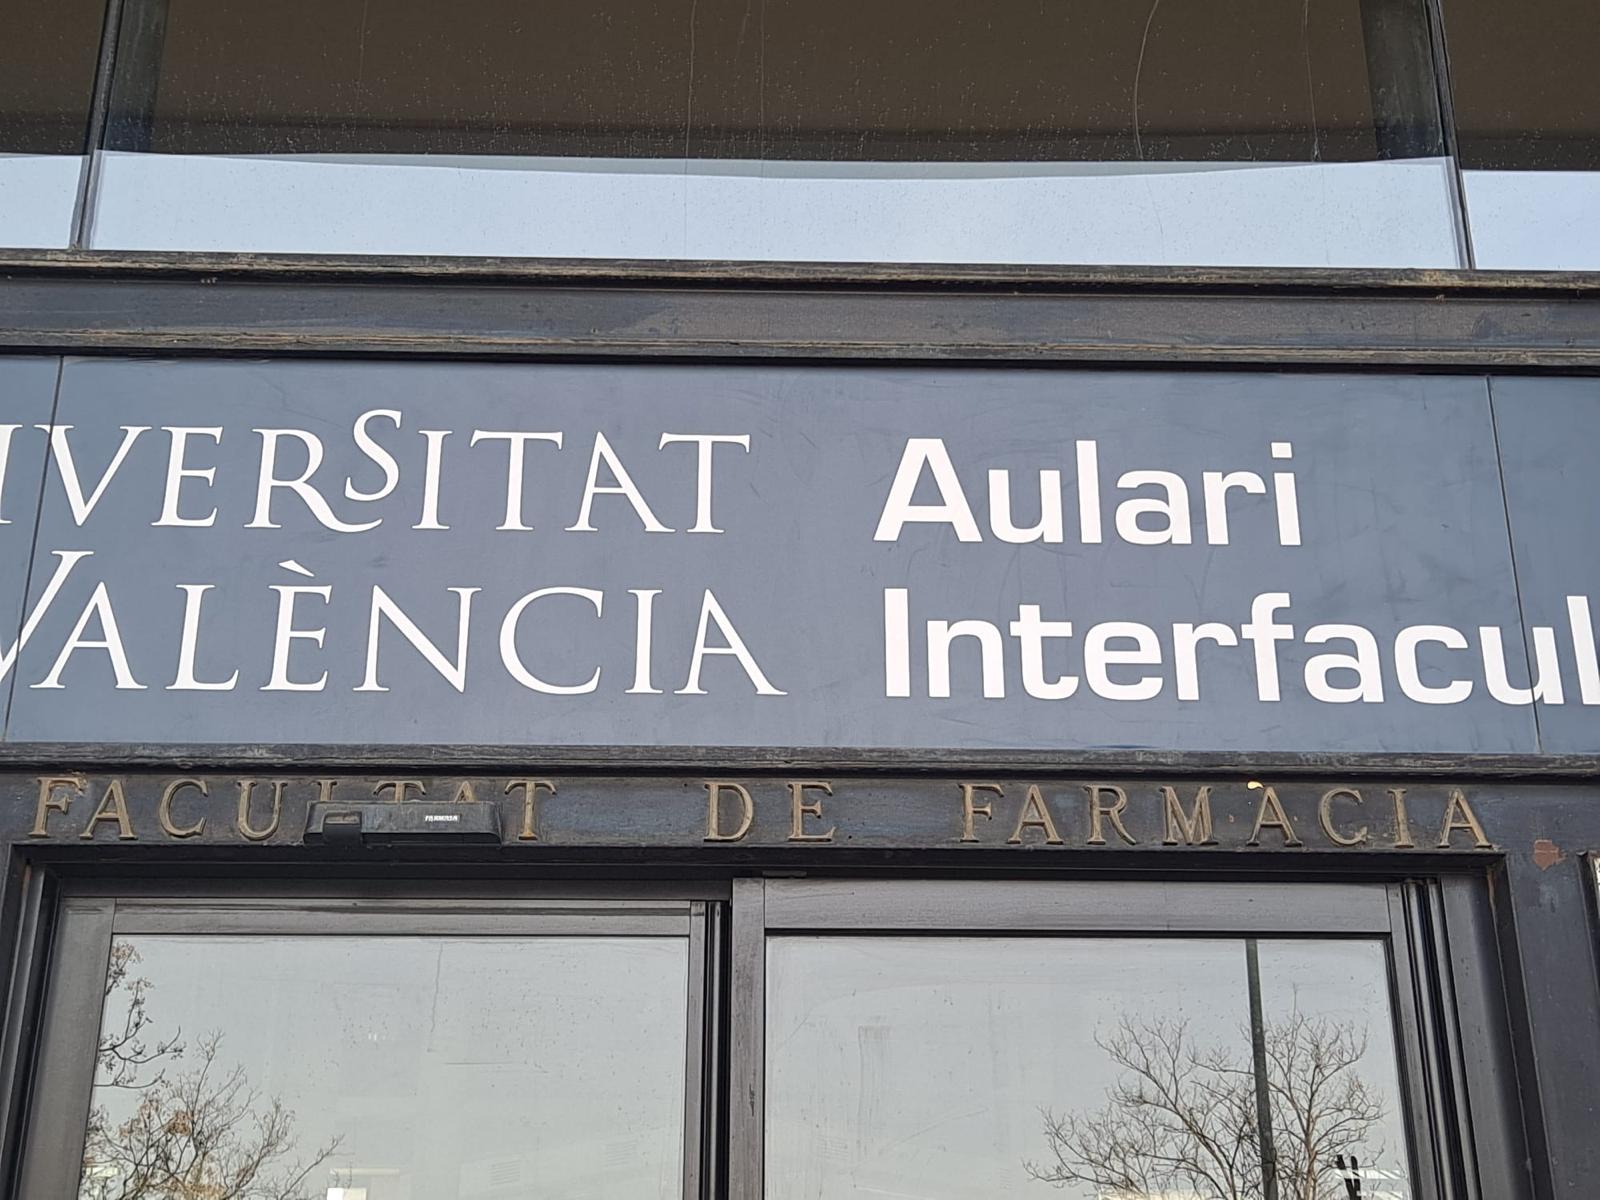 IVERSITAT
VALÈNCIA
Aulari
Interfacul
FACULTAT DE FARMACIA